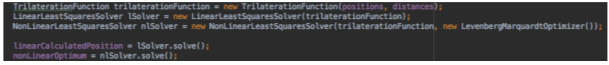 TrilaterationFunction trilaterationFunction = new TrilaterationFunction(positions, distances);
LinearLeastSquaresSolver lSolver = new LinearLeastSquaresSolver(trilaterationFunction);
NonLinearLeastSquaresSolver nlSolver = new NonLinearLeastSquaresSolver(trilaterationFunction, new LevenbergMarquardtOptimizer());
linearCalculatedPosition = lSolver.solve();
nonLinearOptimum = nlSolver.solve();